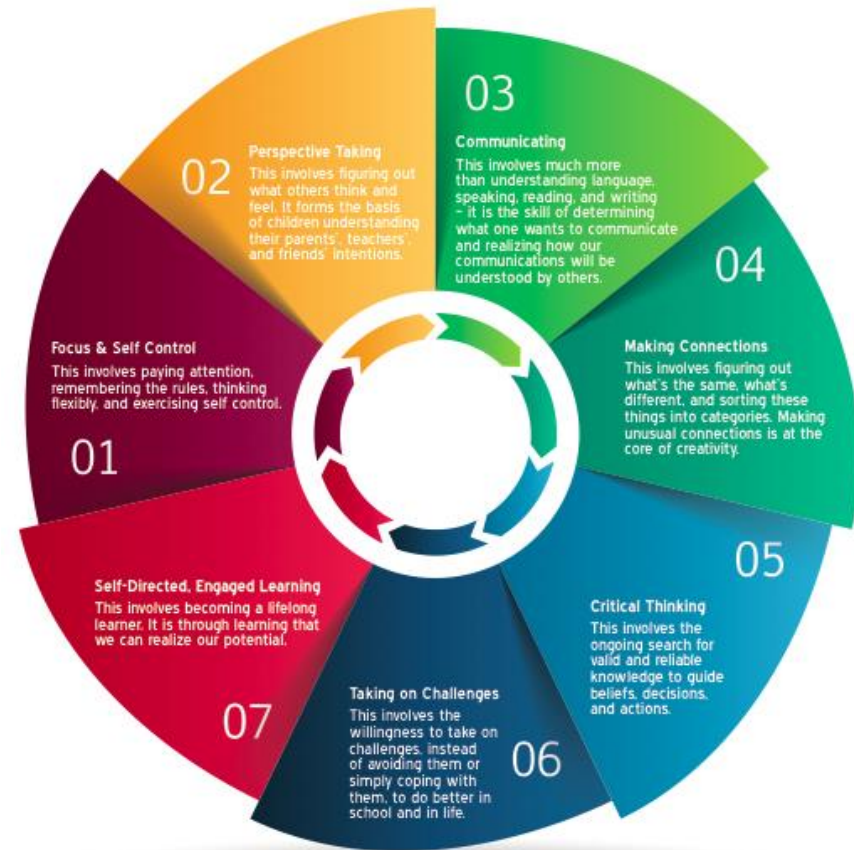 01
Focus & Self Control
This involves paying attention,
remembering the rules, thinking
flexibly, and exercising self control.
02
Perspective Taking
This involves figuring out
what others think and
feel. It forms the basis
of children understanding
their parents', teachers',
and friends' intentions.
03
Communicating
This involves much more
than understanding language,
speaking, reading, and writing
– it is the skill of determining
what one wants to communicate
and realizing how our
communications will be
understood by others.
04
Making Connections
This involves figuring out
what's the same, what's
different, and sorting these
things into categories. Making
unusual connections is at the
core of creativity.
05
Critical Thinking
This involves the
ongoing search for
valid and reliable
knowledge to guide
beliefs, decisions,
and actions.
06
Taking on Challenges
This involves the
willingness to take on
challenges, instead
of avoiding them or
simply coping with
them, to do better in
school and in life.
07
Self-Directed, Engaged Learning
This involves becoming a lifelong
learner. It is through learning that
we can realize our potential.